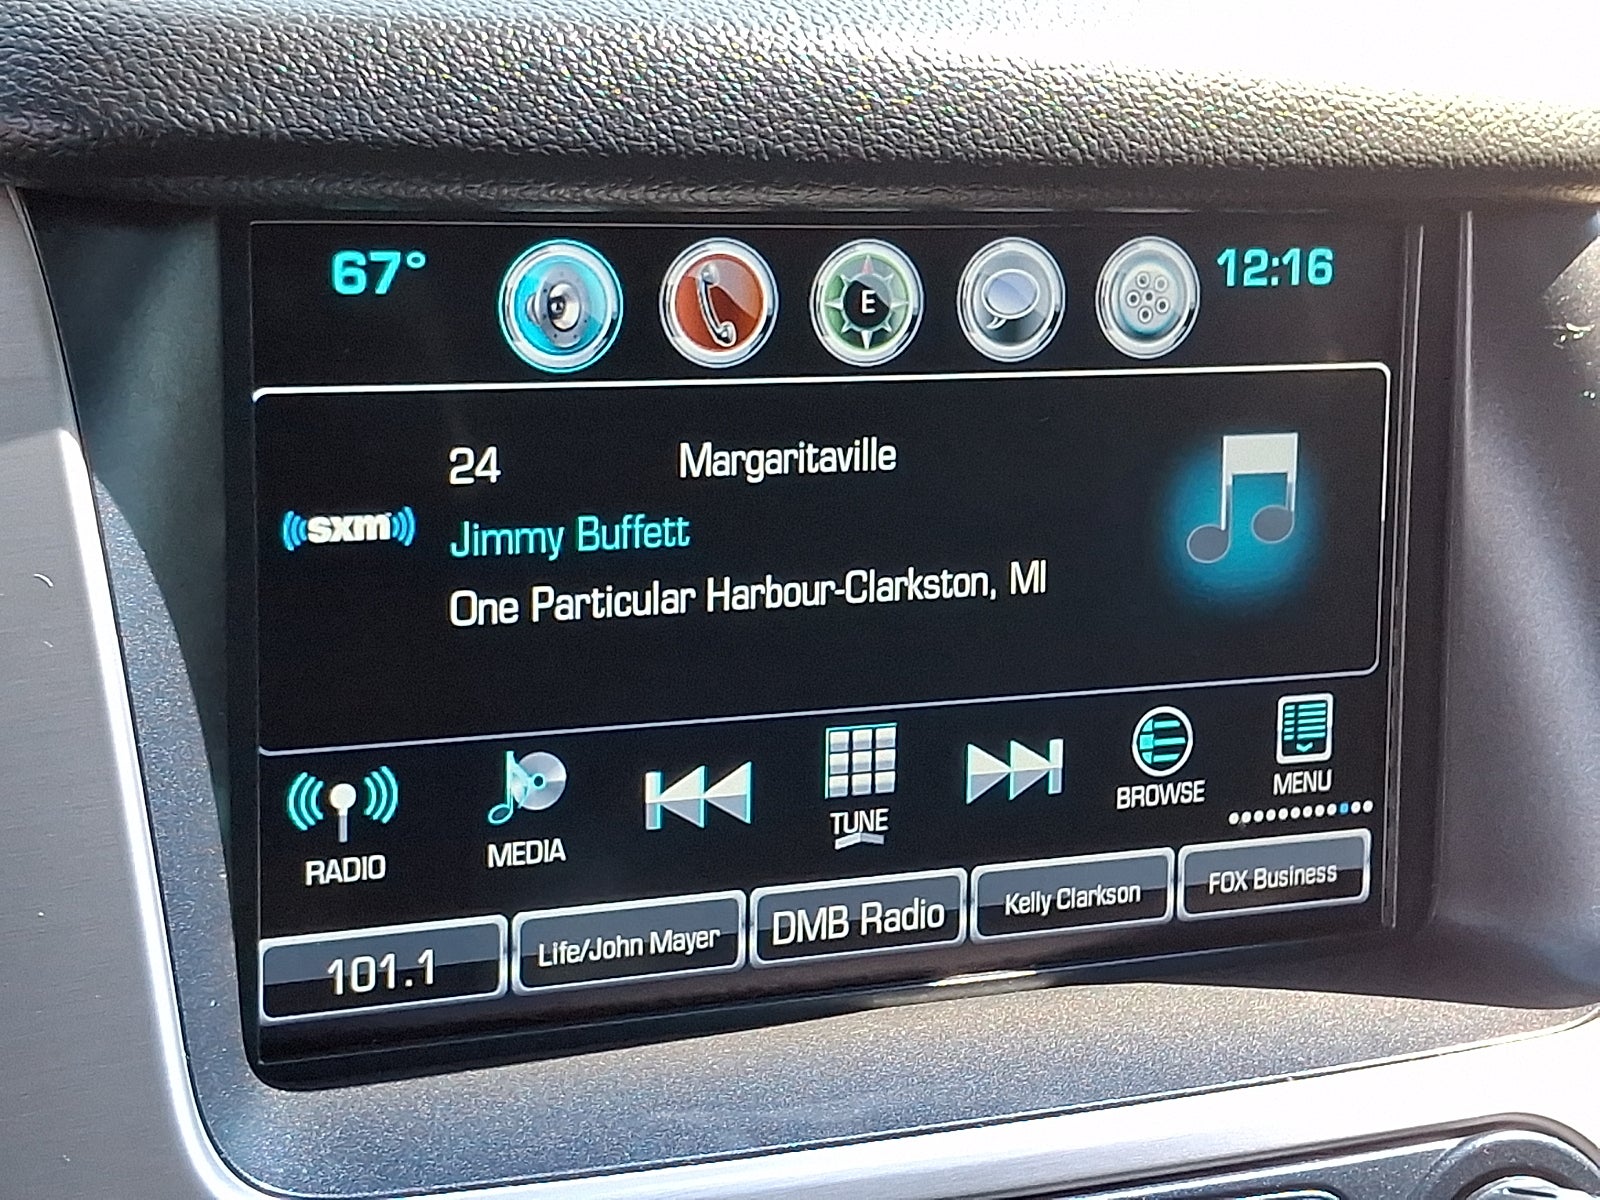 67° E 12:16
24 Margaritaville
((sxm))
Jimmy Buffett
One Particular Harbour-Clarkston, MI
RADIO MEDIA TUNE BROWSE MENU
101.1 Life/John Mayer DMB Radio Kelly Clarkson FOX Business